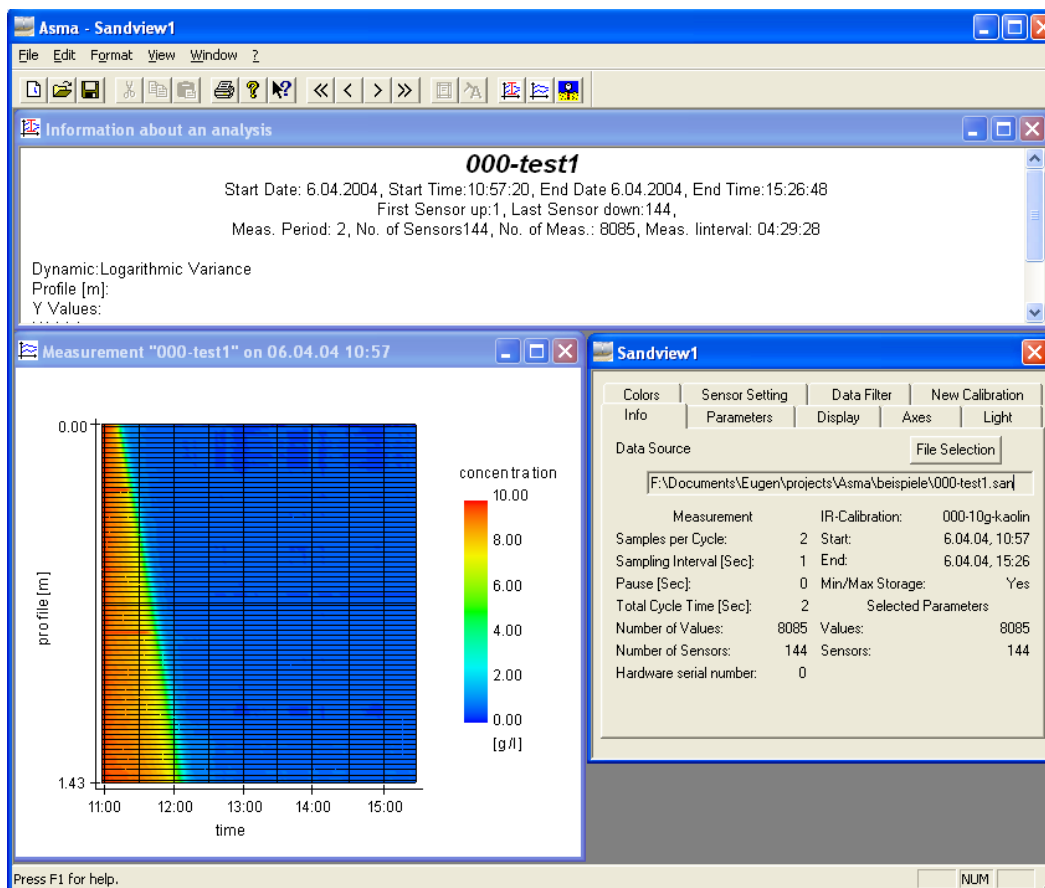 Asma - Sandview1
File Edit Format View Window ?
Information about an analysis
000-test1
Start Date: 6.04.2004, Start Time:10:57:20, End Date 6.04.2004, End Time:15:26:48
First Sensor up:1, Last Sensor down:144,
Meas. Period: 2, No. of Sensors144, No. of Meas.: 8085, Meas. Iinterval: 04:29:28
Dynamic:Logarithmic Variance
Profile [m]:
Y Values:
Measurement "000-test1" on 06.04.04 10:57
0.00
profile [m]
1.43
11:00 12:00 13:00 14:00 15:00
time
concentration
10.00
8.00
6.00
4.00
2.00
0.00
[g/l]
Sandview1
Colors Sensor Setting Data Filter New Calibration
Info Parameters Display Axes Light
Data Source File Selection
F:\Documents\Eugen\projects\Asma\beispiele\000-test1.san
Measurement IR-Calibration: 000-10g-kaolin
Samples per Cycle: 2 Start: 6.04.04, 10:57
Sampling Interval [Sec]: 1 End: 6.04.04, 15:26
Pause [Sec]: 0 Min/Max Storage: Yes
Total Cycle Time [Sec]: 2 Selected Parameters
Number of Values: 8085 Values: 8085
Number of Sensors: 144 Sensors: 144
Hardware serial number: 0
Press F1 for help. NUM